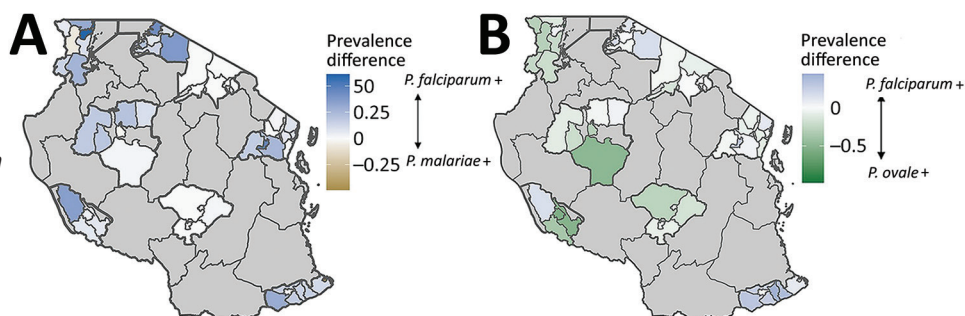 A
Prevalence
difference
50
0.25
0
−0.25
P. falciparum +
P. malariae +
B
Prevalence
difference
0
−0.5
P. falciparum +
P. ovale +